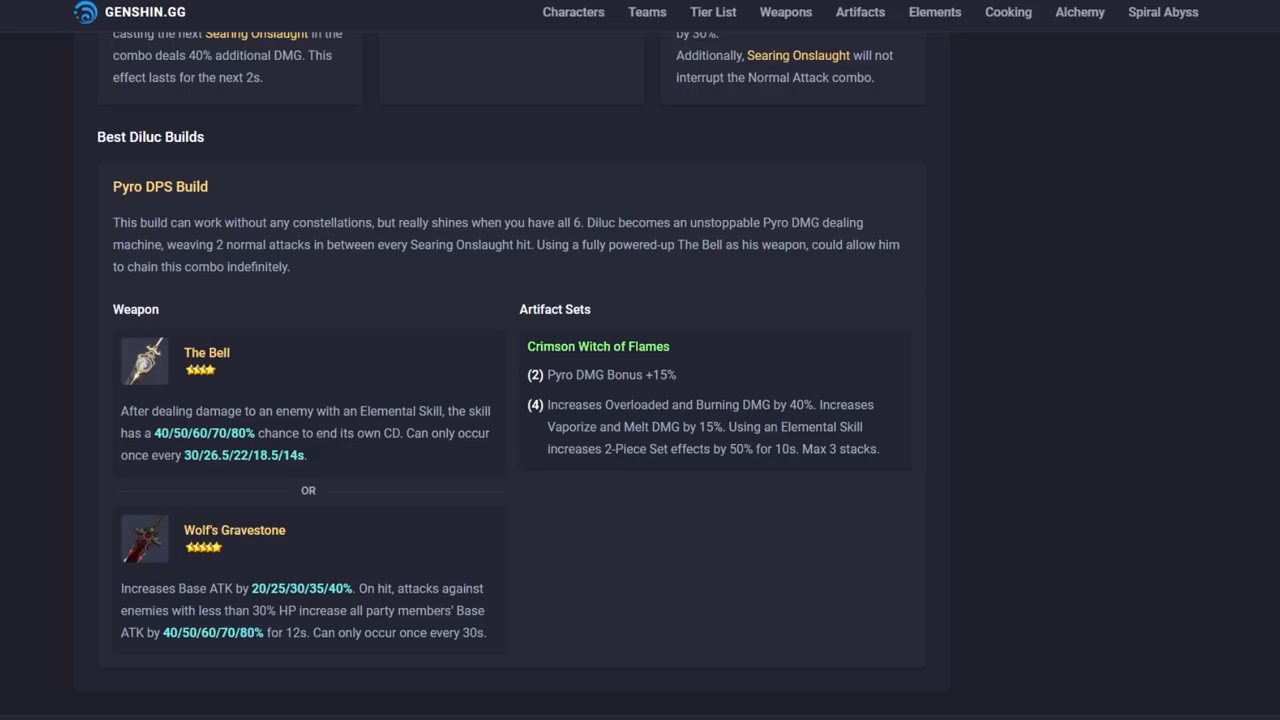 GENSHIN.GG
Characters Teams Tier List Weapons Artifacts Elements Cooking Alchemy Spiral Abyss
casting the next Searing Onslaught in the
combo deals 40% additional DMG. This
effect lasts for the next 2s.
by 30%.
Additionally, Searing Onslaught will not
interrupt the Normal Attack combo.
Best Diluc Builds
Pyro DPS Build
This build can work without any constellations, but really shines when you have all 6. Diluc becomes an unstoppable Pyro DMG dealing
machine, weaving 2 normal attacks in between every Searing Onslaught hit. Using a fully powered-up The Bell as his weapon, could allow him
to chain this combo indefinitely.
Weapon
The Bell
After dealing damage to an enemy with an Elemental Skill, the skill
has a 40/50/60/70/80% chance to end its own CD. Can only occur
once every 30/26.5/22/18.5/14s.
OR
Wolf's Gravestone
Increases Base ATK by 20/25/30/35/40%. On hit, attacks against
enemies with less than 30% HP increase all party members' Base
ATK by 40/50/60/70/80% for 12s. Can only occur once every 30s.
Artifact Sets
Crimson Witch of Flames
(2) Pyro DMG Bonus +15%
(4) Increases Overloaded and Burning DMG by 40%. Increases
Vaporize and Melt DMG by 15%. Using an Elemental Skill
increases 2-Piece Set effects by 50% for 10s. Max 3 stacks.